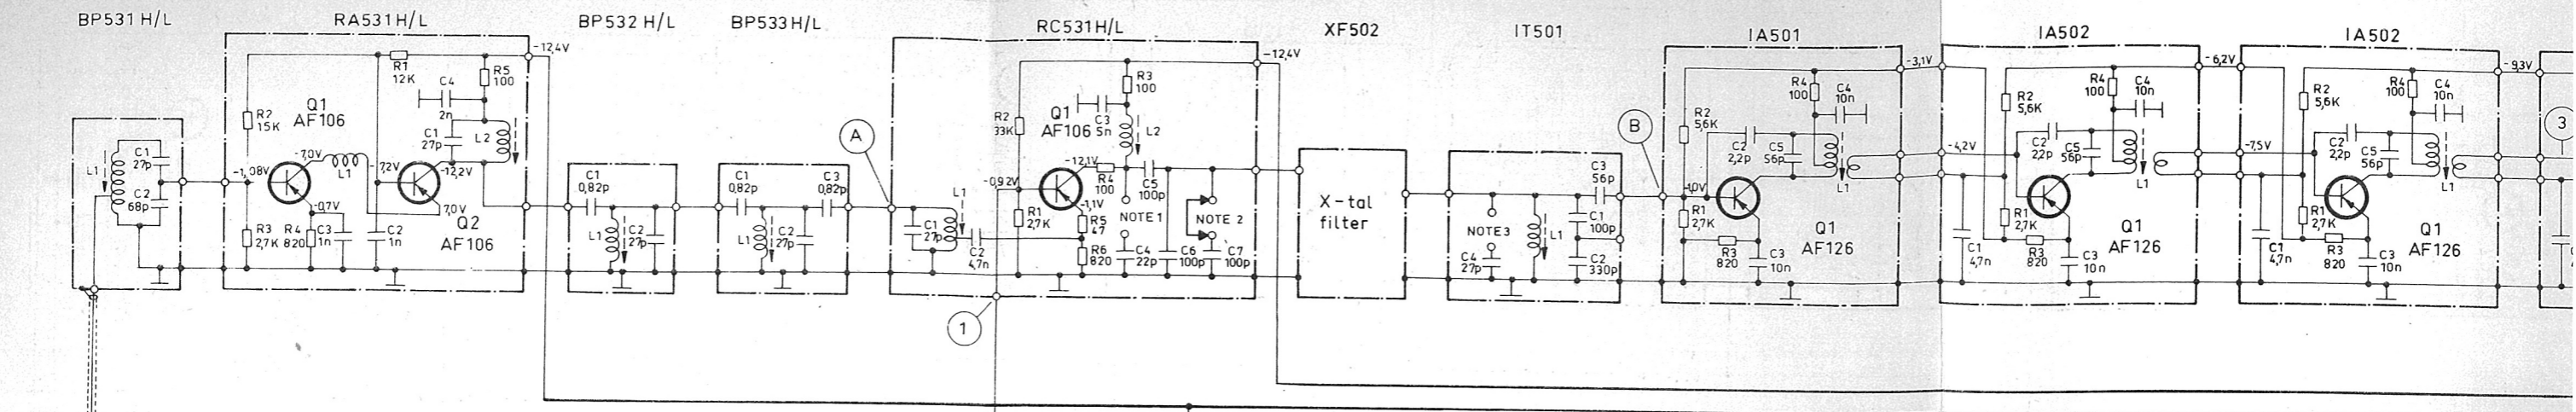 BP531 H/L
RA531H/L
BP532 H/L
BP533H/L
RC531H/L
XF502
IT501
IA501
IA502
IA502
L1
C1
27p
C2
68p
-12,4V
R1
12K
R5
100
C4
2n
R2
15K
Q1
AF106
C1
27p
L2
-7,0V
L1
-7,2V
-12,2V
-1,08V
-0,7V
7,0V
Q2
AF106
R3
2,7K
R4
820
C3
1n
C2
1n
C1
0,82p
L1
C2
27p
C1
0,82p
C3
0,82p
L1
C2
27p
A
-12,4V
R3
100
Q1
AF106
C3
5n
L2
R2
33K
-12,1V
R4
100
C5
100p
-0,92V
-1,1V
L1
C1
27p
C2
4,7n
R1
2,7K
R5
47
R6
820
NOTE 1
NOTE 2
C4
22p
C6
100p
C7
100p
1
X-tal
filter
C3
56p
NOTE3
L1
C1
100p
C4
27p
C2
330p
B
-3,1V
R4
100
C4
10n
R2
5,6K
C2
2,2p
C5
56p
L1
-1,0V
R1
2,7K
R3
820
C3
10n
Q1
AF126
-4,2V
-6,2V
R4
100
C4
10n
R2
5,6K
C2
2,2p
C5
56p
L1
R1
2,7K
C1
4,7n
R3
820
C3
10n
Q1
AF126
-7,5V
-9,3V
R4
100
C4
10n
R2
5,6K
C2
2,2p
C5
56p
L1
R1
2,7K
C1
4,7n
R3
820
C3
10n
Q1
AF126
3